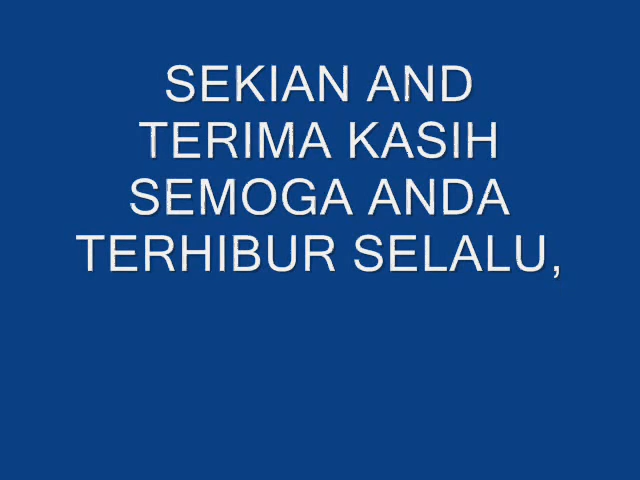 SEKIAN AND
TERIMA KASIH
SEMOGA ANDA
TERHIBUR SELALU,